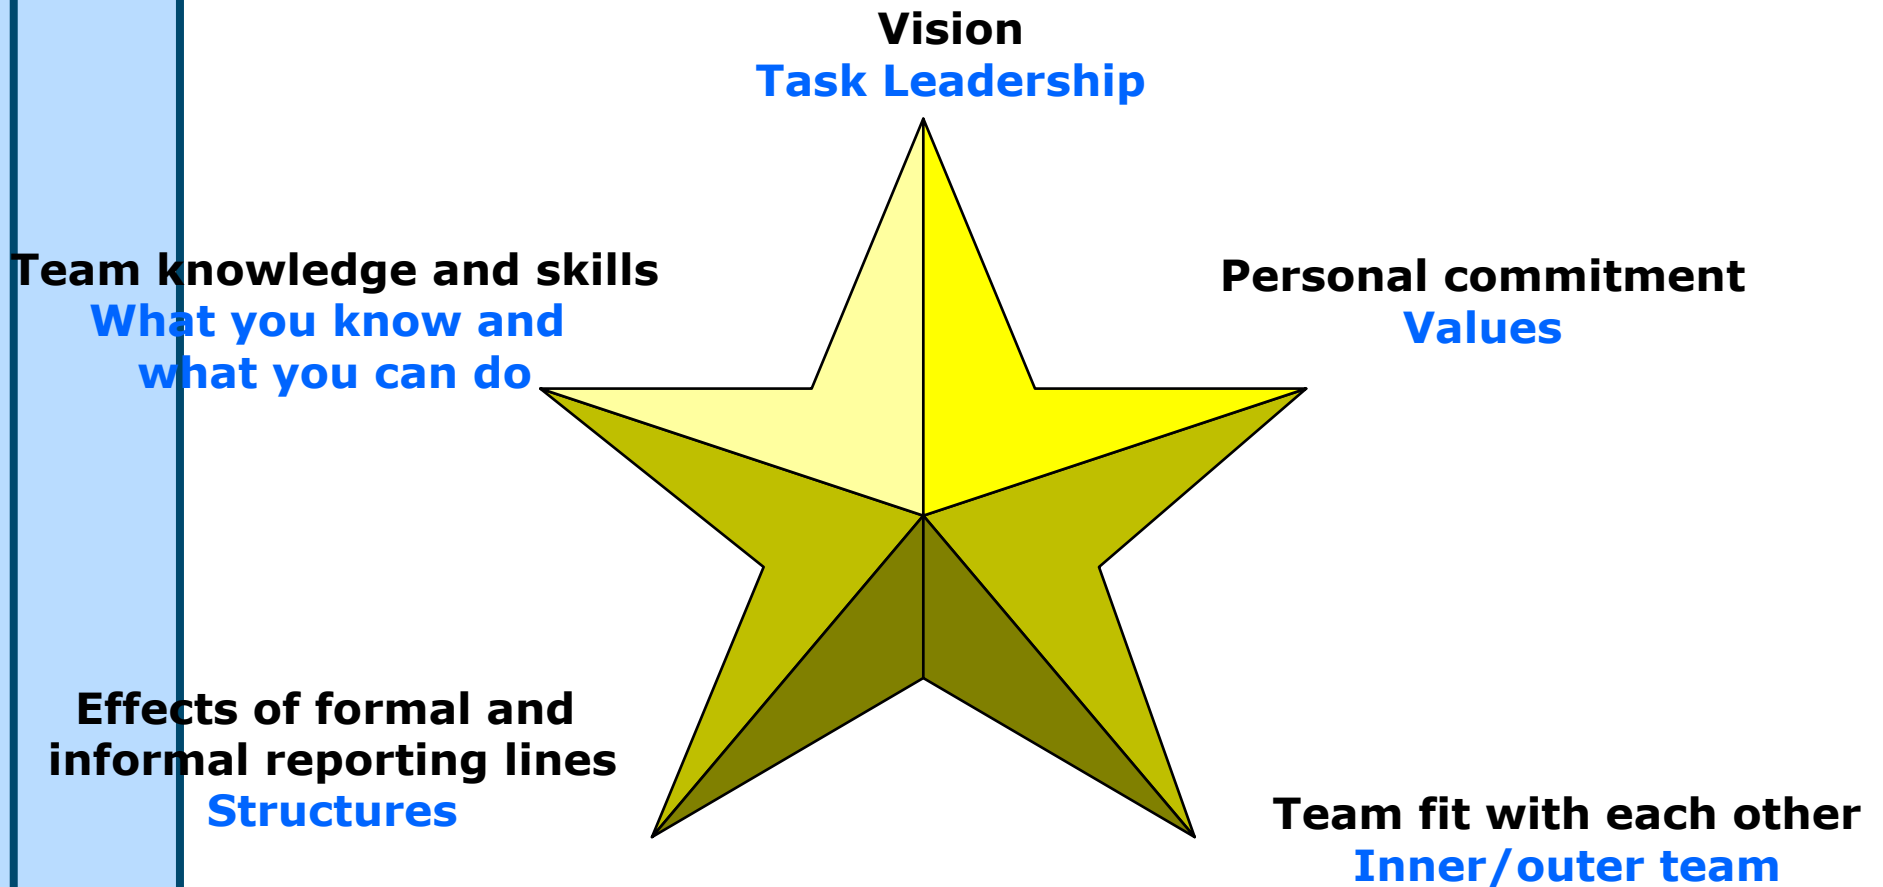 Vision
Task Leadership
Team knowledge and skills
What you know and
what you can do
Personal commitment
Values
Effects of formal and
informal reporting lines
Structures
Team fit with each other
Inner/outer team